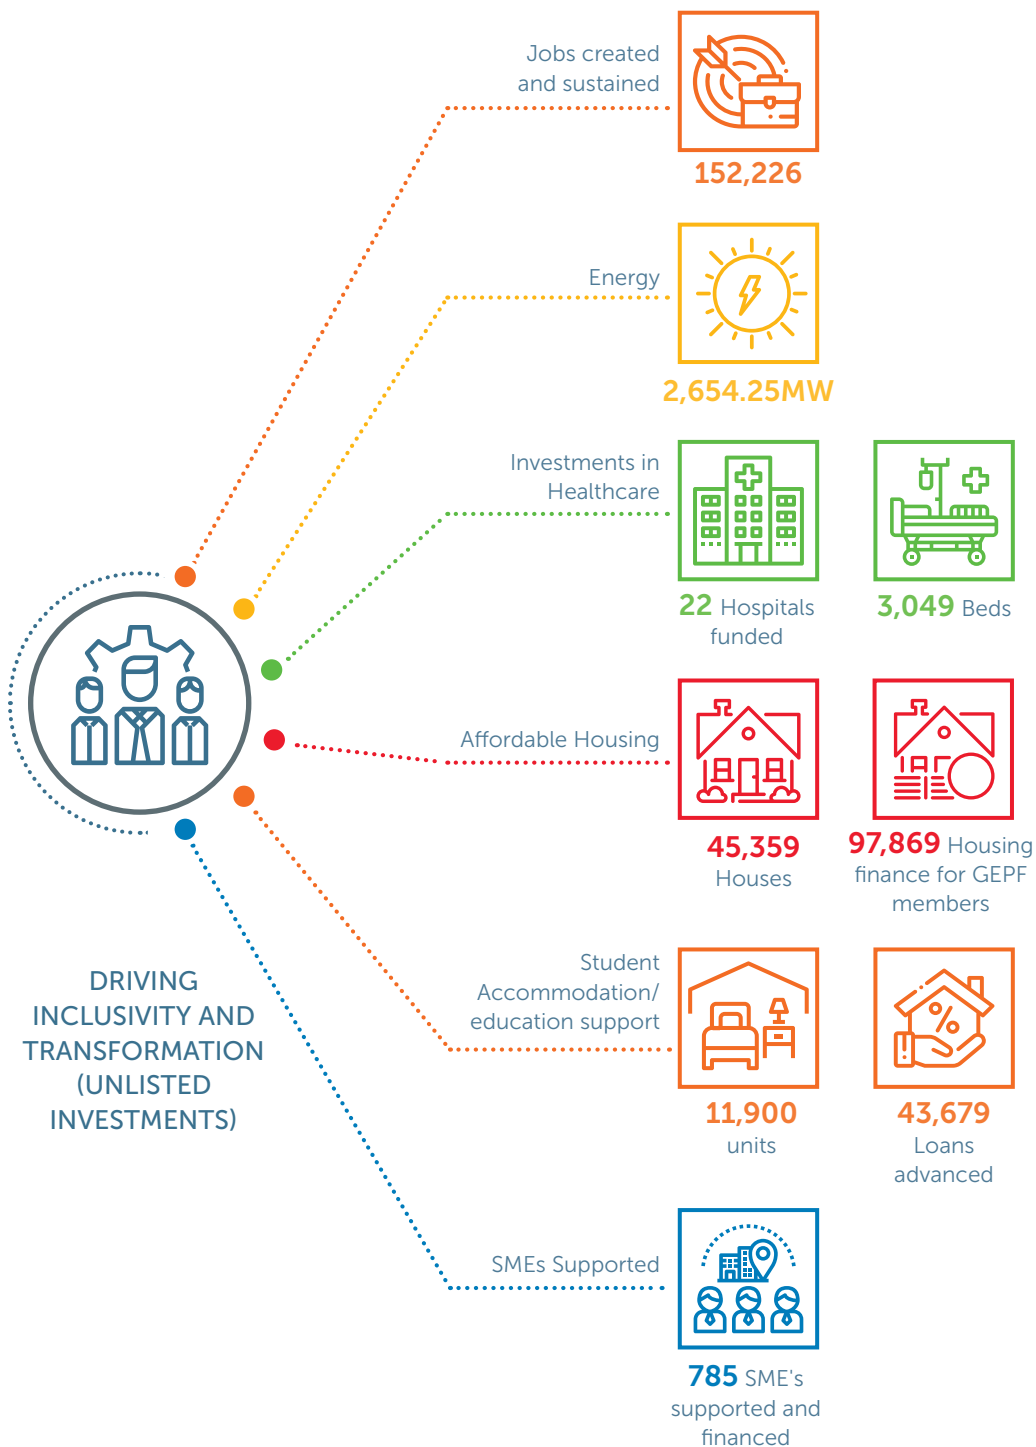 Jobs created
and sustained
152,226
Energy
2,654.25MW
Investments in
Healthcare
22 Hospitals
funded
3,049 Beds
Affordable Housing
45,359
Houses
97,869 Housing
finance for GEPF
members
Student
Accommodation/
education support
11,900
units
43,679
Loans
advanced
SMEs Supported
785 SME's
supported and
financed
DRIVING
INCLUSIVITY AND
TRANSFORMATION
(UNLISTED
INVESTMENTS)